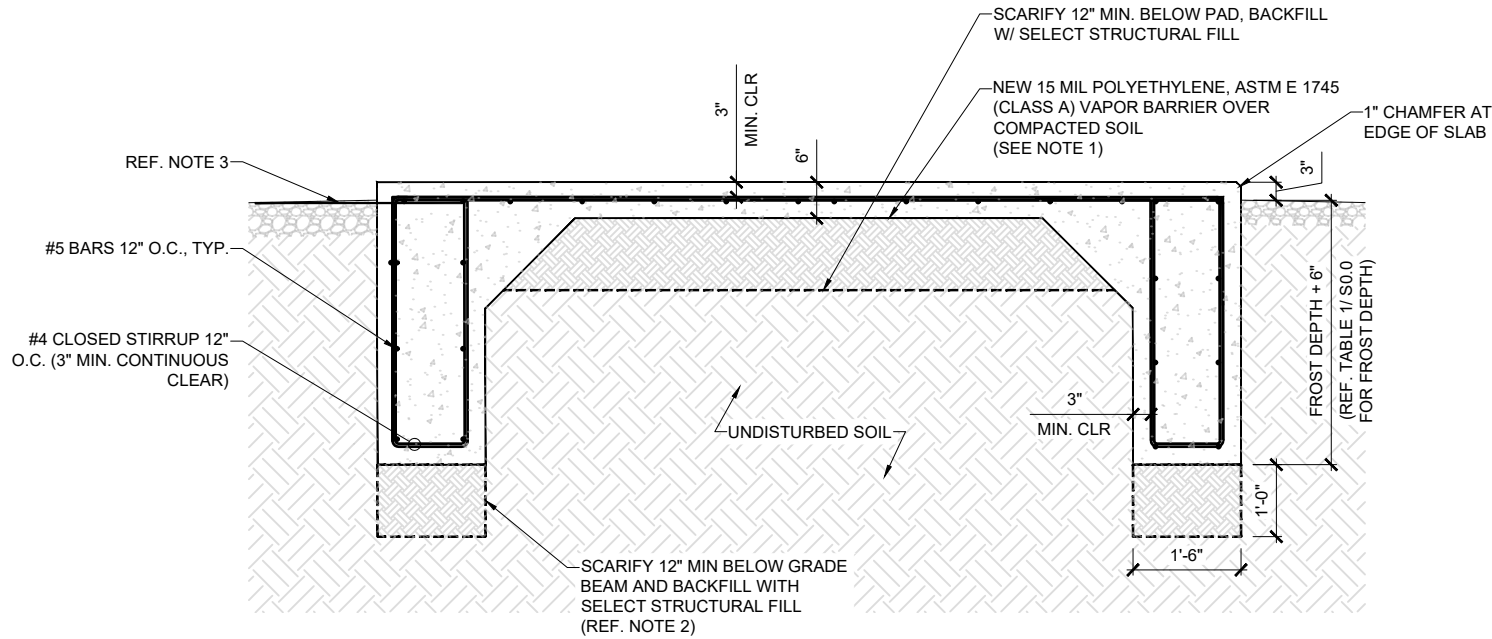 SCARIFY 12" MIN. BELOW PAD, BACKFILL
W/ SELECT STRUCTURAL FILL
NEW 15 MIL POLYETHYLENE, ASTM E 1745
(CLASS A) VAPOR BARRIER OVER
COMPACTED SOIL
(SEE NOTE 1)
1" CHAMFER AT
EDGE OF SLAB
3"
MIN. CLR
6"
3"
REF. NOTE 3
#5 BARS 12" O.C., TYP.
#4 CLOSED STIRRUP 12"
O.C. (3" MIN. CONTINUOUS
CLEAR)
FROST DEPTH + 6"
(REF. TABLE 1/ S0.0
FOR FROST DEPTH)
3"
MIN. CLR
UNDISTURBED SOIL
1'-0"
1'-6"
SCARIFY 12" MIN BELOW GRADE
BEAM AND BACKFILL WITH
SELECT STRUCTURAL FILL
(REF. NOTE 2)